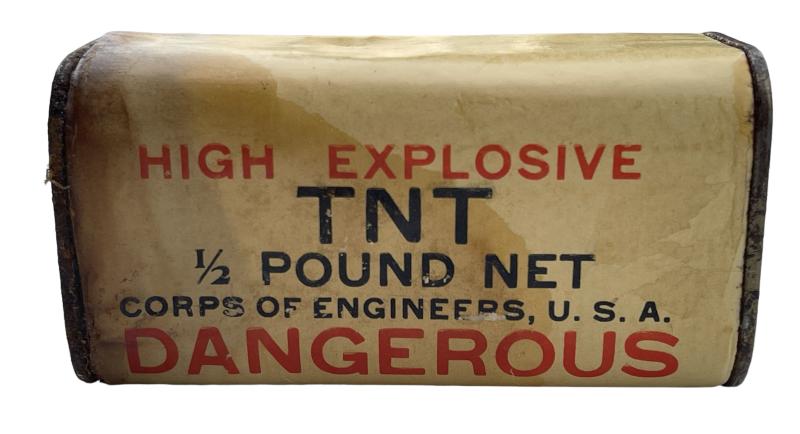 HIGH EXPLOSIVE
TNT
½ POUND NET
CORPS OF ENGINEERS, U. S. A.
DANGEROUS